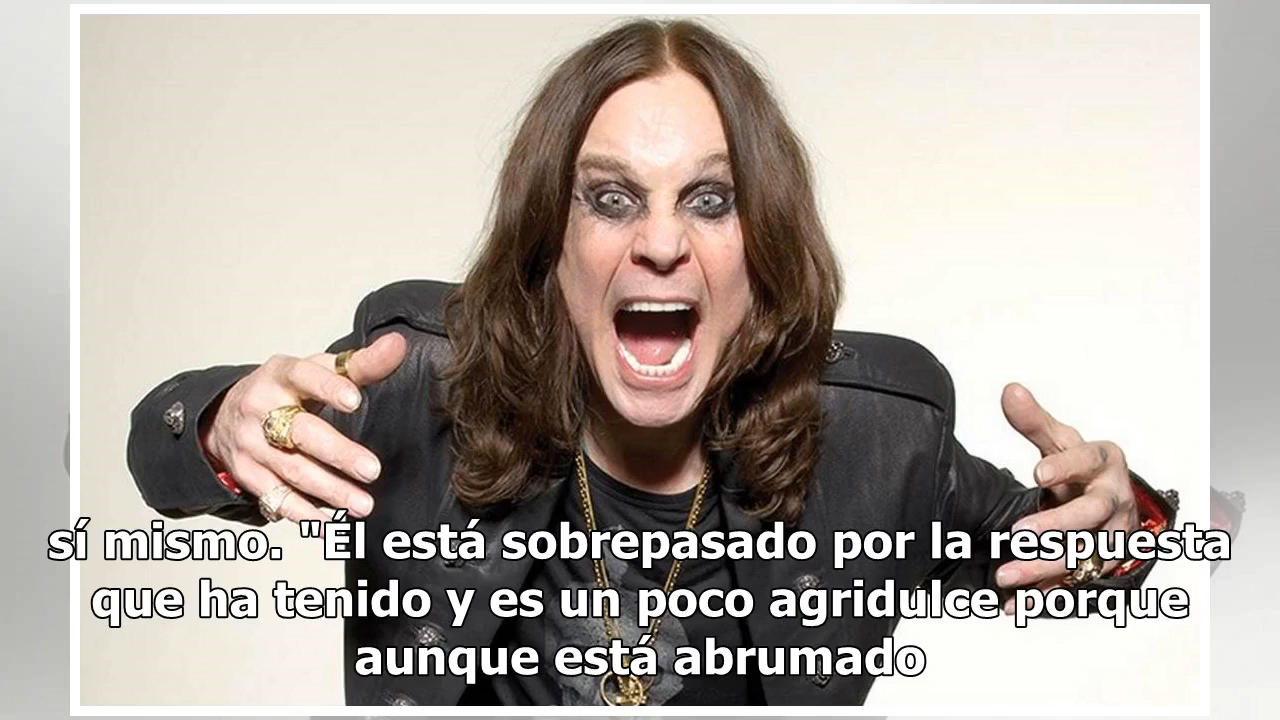 sí mismo. "Él está sobrepasado por la respuesta
que ha tenido y es un poco agridulce porque
aunque está abrumado